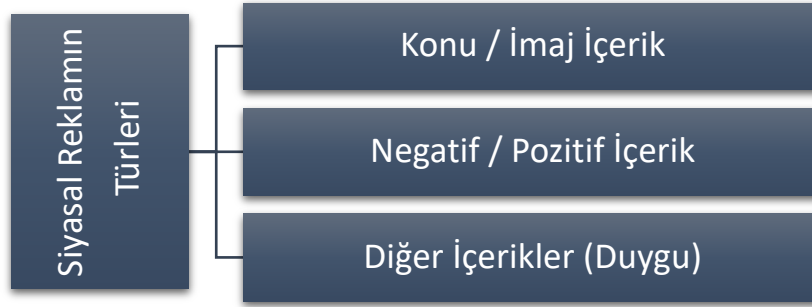 Siyasal Reklamın
Türleri
Konu / İmaj İçerik
Negatif / Pozitif İçerik
Diğer İçerikler (Duygu)